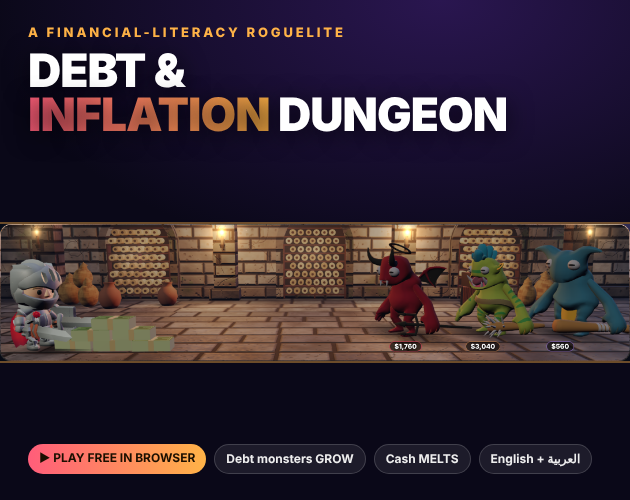 A FINANCIAL-LITERACY ROGUELITE
DEBT &
INFLATION DUNGEON
$1,760
$3,040
$560
▶ PLAY FREE IN BROWSER
Debt monsters GROW
Cash MELTS
English + العربية